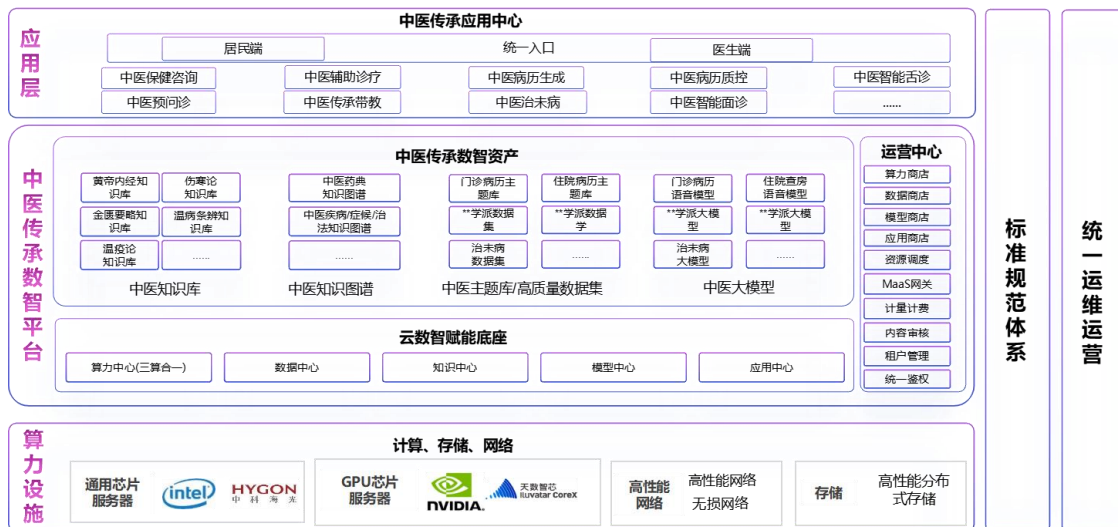 应用层
中医传承应用中心
居民端
统一入口
医生端
中医保健咨询
中医辅助诊疗
中医病历生成
中医病历质控
中医智能舌诊
中医预问诊
中医传承带教
中医治未病
中医智能面诊
......
中医传承数智平台
中医传承数智资产
黄帝内经知
识库
伤寒论
知识库
金匮要略知
识库
温病条辨知
识库
温疫论
知识库
......
中医知识库
中医药典
知识图谱
中医疾病/症候/治
法知识图谱
......
中医知识图谱
门诊病历主
题库
住院病历主
题库
**学派数据
集
**学派数据
学
治未病
数据集
......
中医主题库/高质量数据集
门诊病历
语音模型
住院查房
语音模型
**学派大模
型
**学派大模
型
治未病
大模型
......
中医大模型
云数智赋能底座
算力中心(三算合一)
数据中心
知识中心
模型中心
应用中心
运营中心
算力商店
数据商店
模型商店
应用商店
资源调度
MaaS网关
计量计费
内容审核
租户管理
统一鉴权
算力设施
计算、存储、网络
通用芯片
服务器
intel
HYGON
中科海光
GPU芯片
服务器
NVIDIA.
天数智芯
Iluvatar CoreX
高性能
网络
高性能网络
无损网络
存储
高性能分布
式存储
标准规范体系
统一运维运营